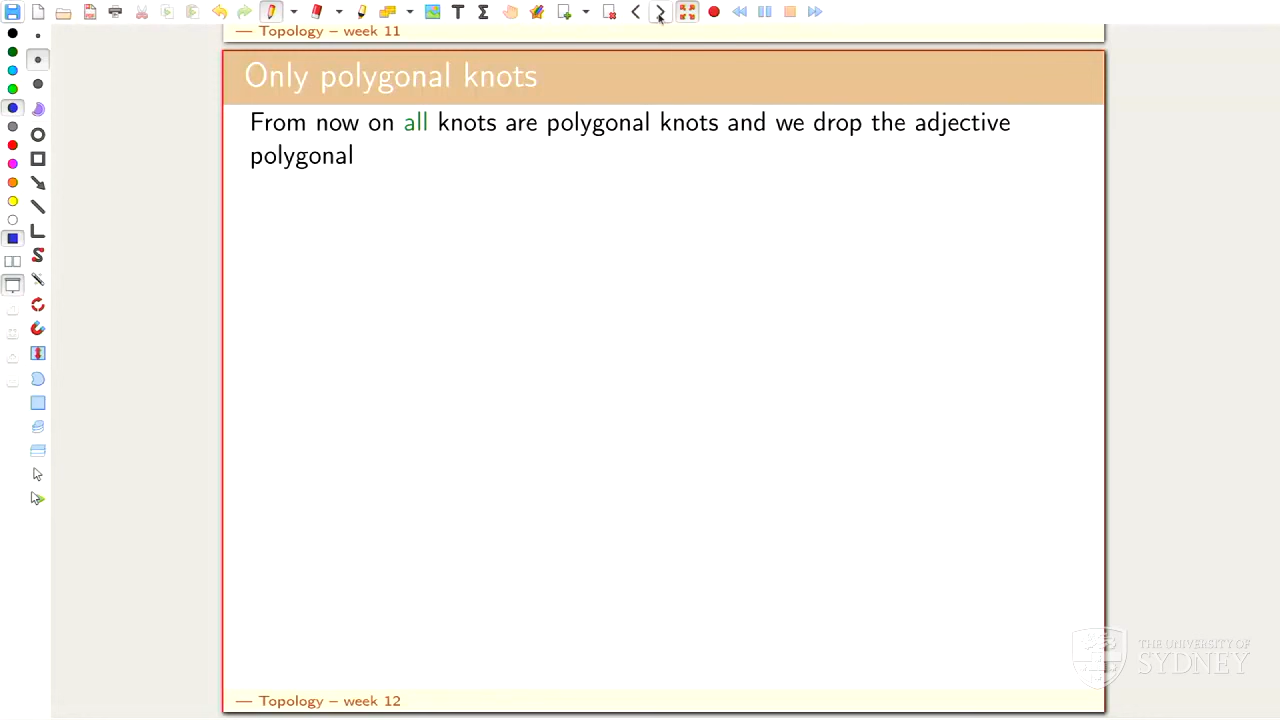 — Topology – week 11
Only polygonal knots
From now on all knots are polygonal knots and we drop the adjective
polygonal
THE UNIVERSITY OF
SYDNEY
— Topology – week 12